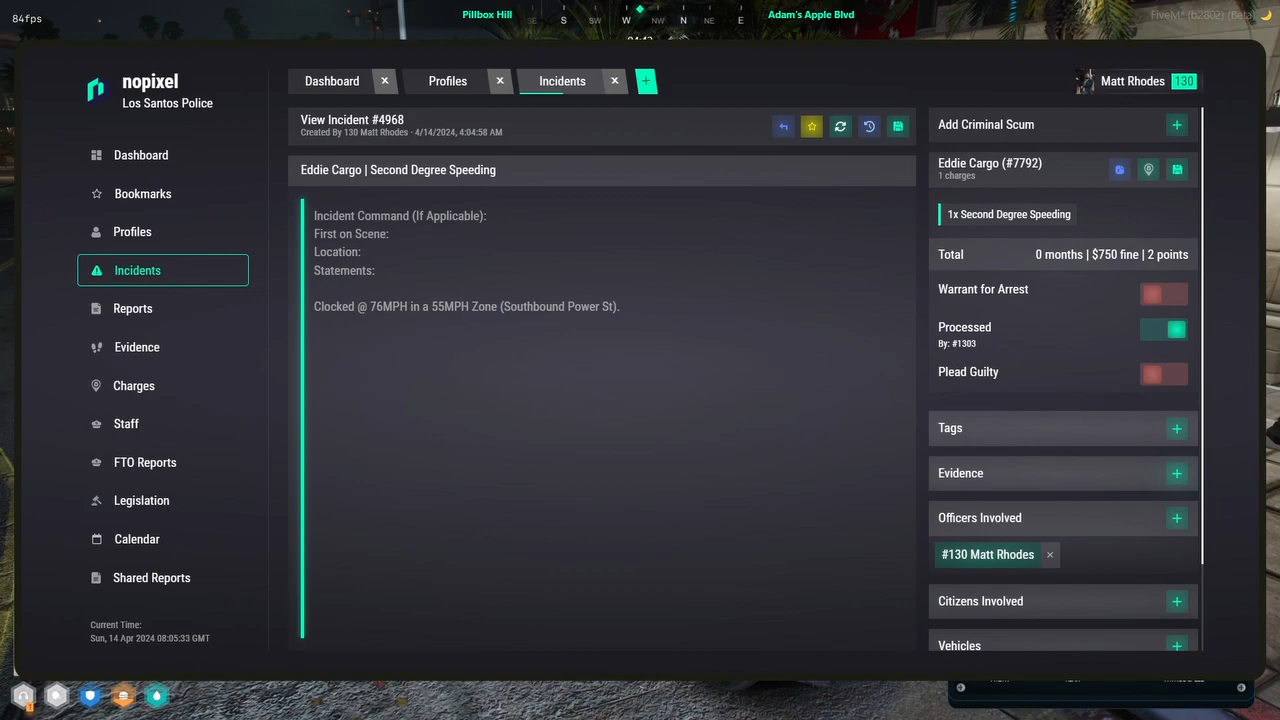 84fps
Pillbox Hill
SE S SW W NW N NE E
Adam's Apple Blvd
FiveM* (b2802) (Beta)
nopixel
Los Santos Police
Dashboard
Profiles
Incidents
Matt Rhodes 130
Dashboard
Bookmarks
Profiles
Incidents
Reports
Evidence
Charges
Staff
FTO Reports
Legislation
Calendar
Shared Reports
Current Time:
Sun, 14 Apr 2024 08:05:33 GMT
View Incident #4968
Created By 130 Matt Rhodes · 4/14/2024, 4:04:58 AM
Eddie Cargo | Second Degree Speeding
Incident Command (If Applicable):
First on Scene:
Location:
Statements:
Clocked @ 76MPH in a 55MPH Zone (Southbound Power St).
Add Criminal Scum
Eddie Cargo (#7792)
1 charges
1x Second Degree Speeding
Total 0 months | $750 fine | 2 points
Warrant for Arrest
Processed
By: #1303
Plead Guilty
Tags
Evidence
Officers Involved
#130 Matt Rhodes
Citizens Involved
Vehicles